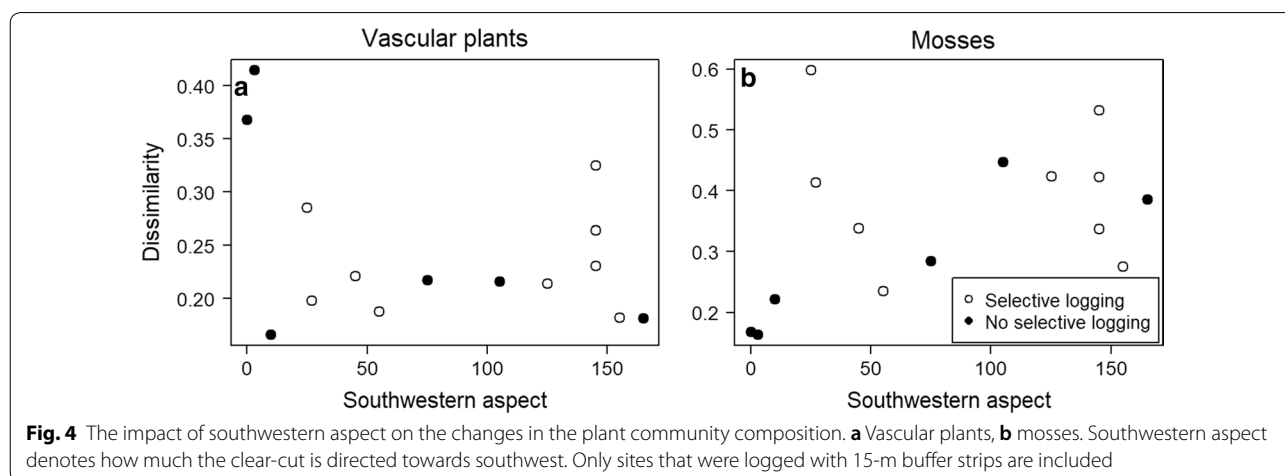 Vascular plants
a
0.40
0.35
0.30
0.25
0.20
Dissimilarity
0 50 100 150
Southwestern aspect
Mosses
b
0.6
0.5
0.4
0.3
0.2
Selective logging
No selective logging
0 50 100 150
Southwestern aspect
Fig. 4 The impact of southwestern aspect on the changes in the plant community composition. a Vascular plants, b mosses. Southwestern aspect
denotes how much the clear-cut is directed towards southwest. Only sites that were logged with 15-m buffer strips are included